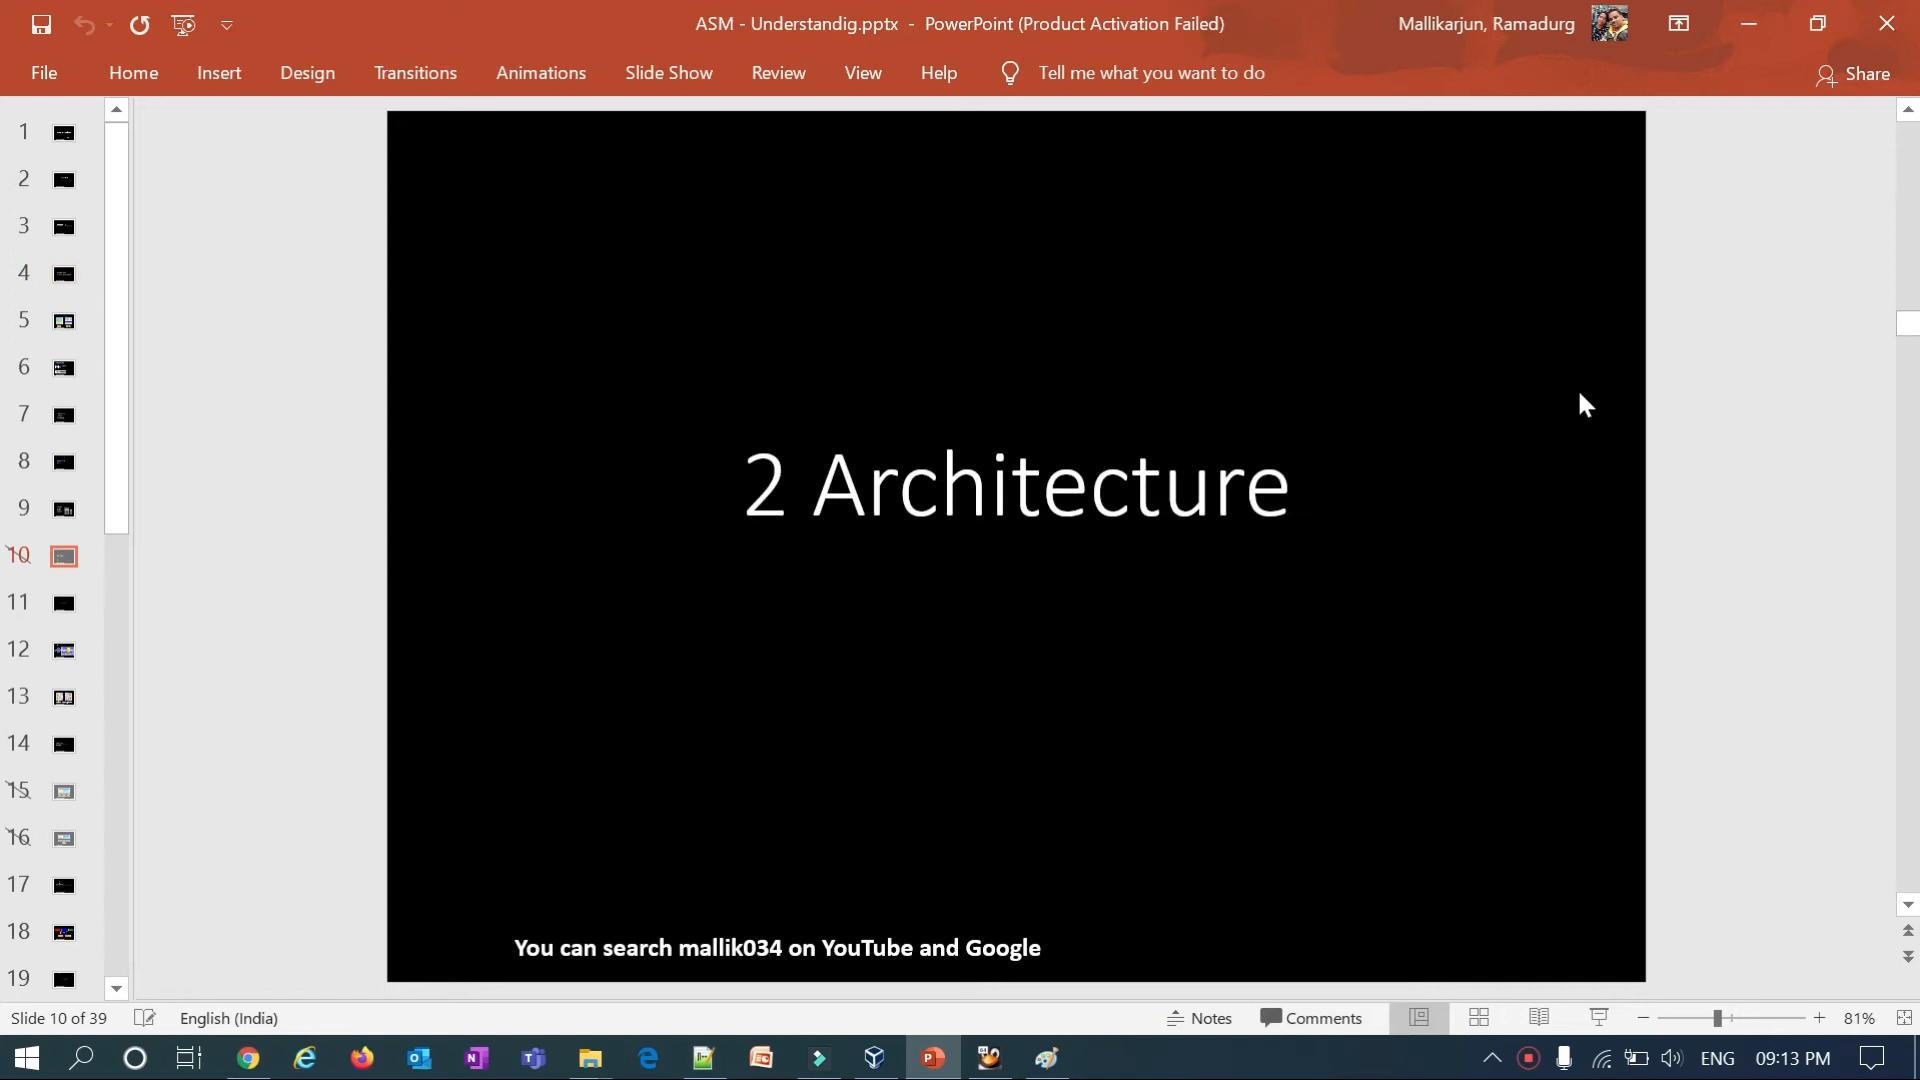 ASM - Understandig.pptx - PowerPoint (Product Activation Failed)
Mallikarjun, Ramadurg
File Home Insert Design Transitions Animations Slide Show Review View Help Tell me what you want to do Share
1
2
3
4
5
6
7
8
9
10
11
12
13
14
15
16
17
18
19
2 Architecture
You can search mallik034 on YouTube and Google
Slide 10 of 39 English (India) Notes Comments 81%
ENG 09:13 PM